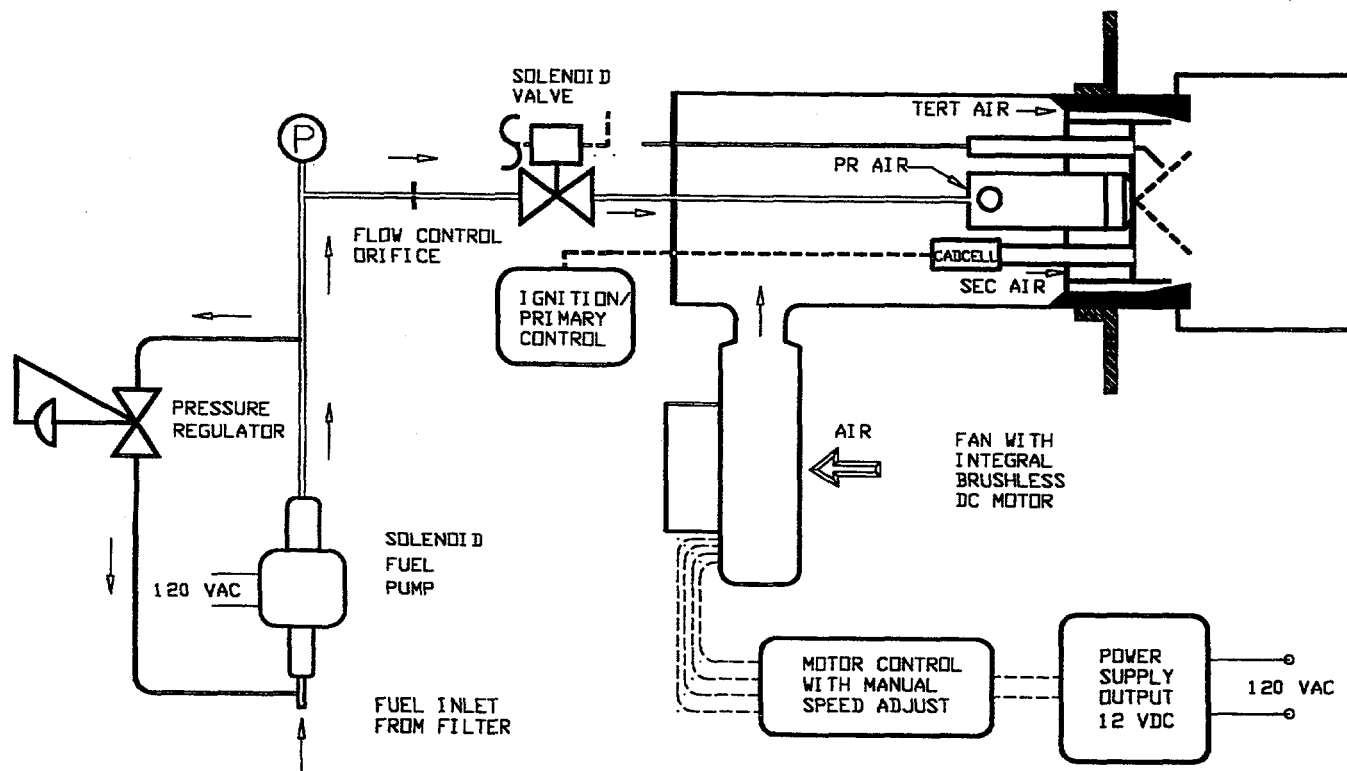 SOLENOID
VALVE
TERT AIR
P
PR AIR
FLOW CONTROL
ORIFICE
CADCELL
SEC AIR
IGNITION/
PRIMARY
CONTROL
PRESSURE
REGULATOR
AIR
FAN WITH
INTEGRAL
BRUSHLESS
DC MOTOR
SOLENOID
FUEL
PUMP
120 VAC
MOTOR CONTROL
WITH MANUAL
SPEED ADJUST
POWER
SUPPLY
OUTPUT
12 VDC
120 VAC
FUEL INLET
FROM FILTER